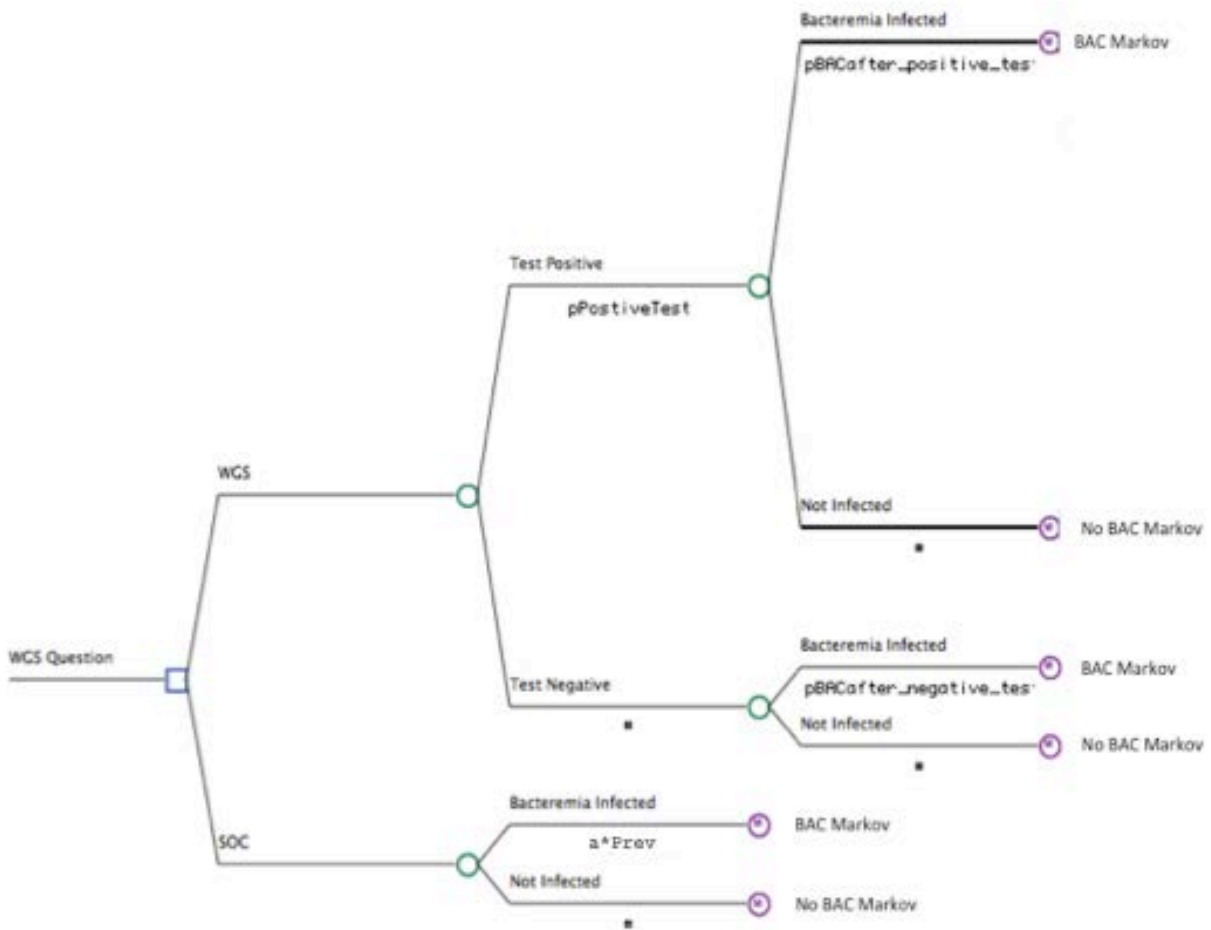 Bacteremia Infected
BAC Markov
pBACafter_positive_tes
Test Positive
pPostiveTest
WGS
Not Infected
No BAC Markov
WGS Question
Bacteremia Infected
BAC Markov
pBACafter_negative_tes
Test Negative
Not Infected
No BAC Markov
Bacteremia Infected
BAC Markov
a*Prev
SOC
Not Infected
No BAC Markov